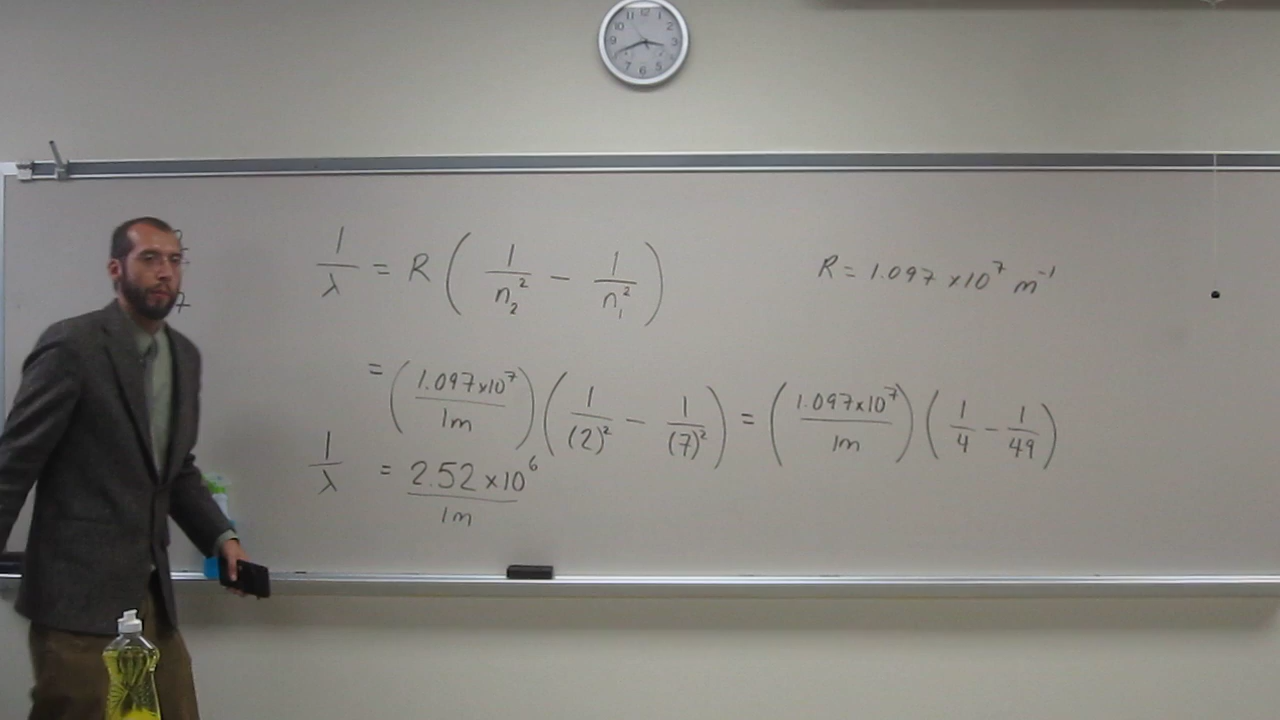 1/λ = R ( 1/n₂² − 1/n₁² )
R = 1.097 ×10⁷ m⁻¹
= ( 1.097×10⁷/1m ) ( 1/(2)² − 1/(7)² ) = ( 1.097×10⁷/1m ) ( 1/4 − 1/49 )
1/λ = 2.52 ×10⁶/1m